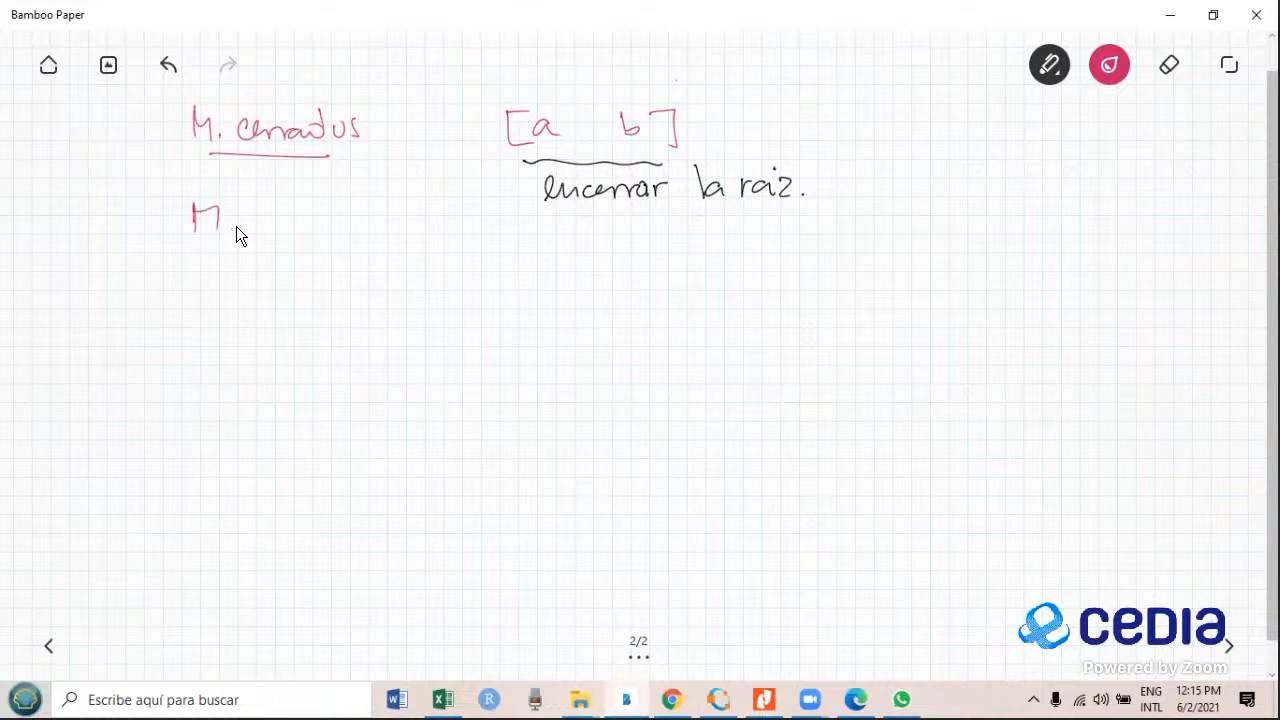 Bamboo Paper
M. cerrados [a b]
encerrar la raiz.
M
2/2
CEDIA
Powered by Zoom
Escribe aquí para buscar
ENG
INTL
12:15 PM
6/2/2021